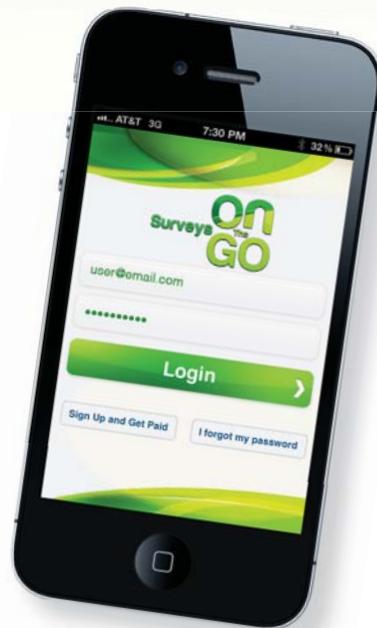 AT&T 3G 7:30 PM 32%
Surveys On
The
GO
user@email.com
••••••••••
Login
Sign Up and Get Paid I forgot my password